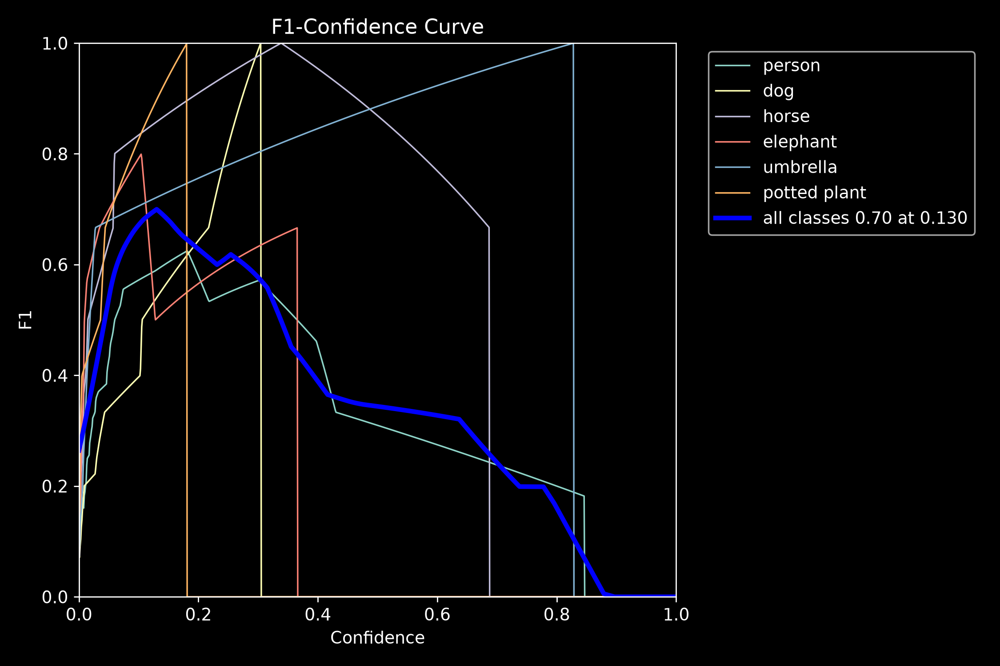 F1-Confidence Curve
1.0
0.8
0.6
0.4
0.2
0.0
F1
0.0 0.2 0.4 0.6 0.8 1.0
Confidence
person
dog
horse
elephant
umbrella
potted plant
all classes 0.70 at 0.130